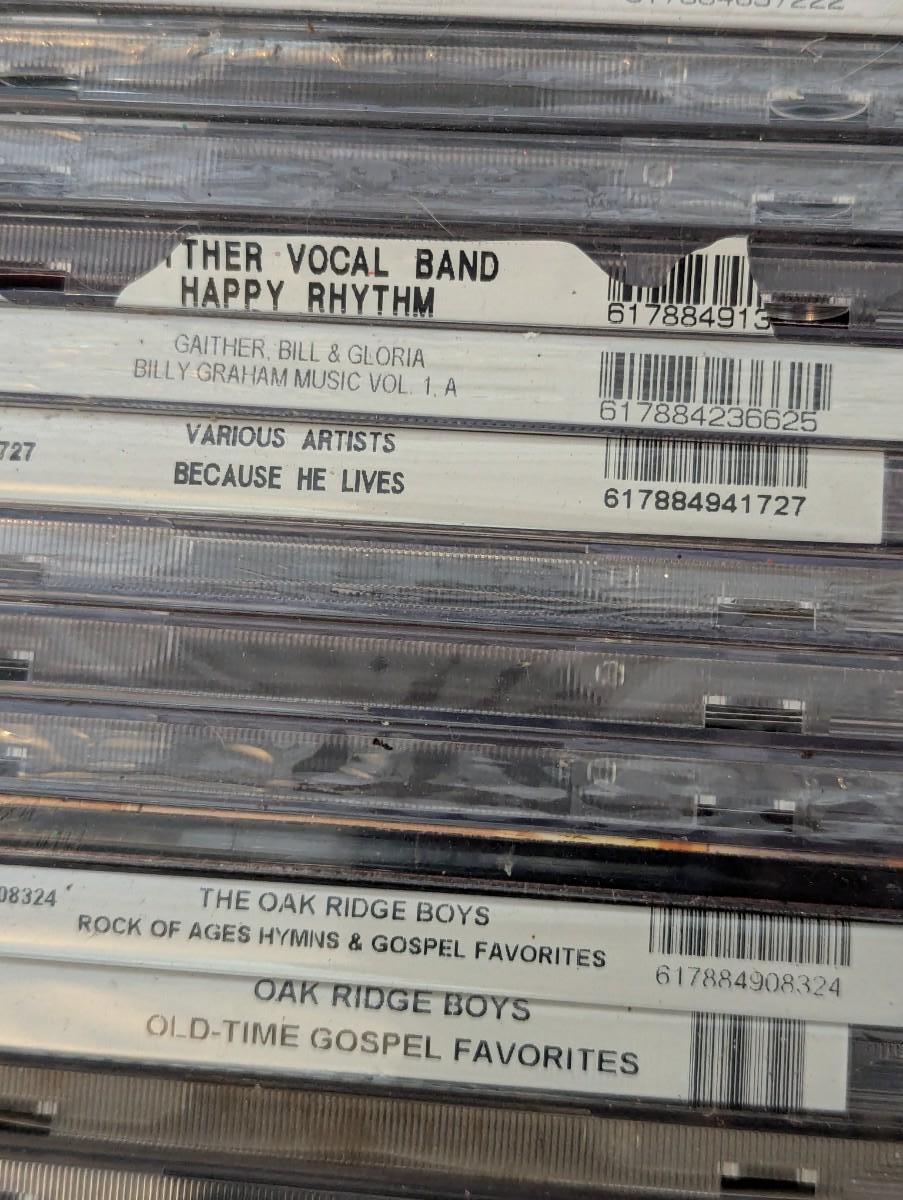 THER VOCAL BAND
HAPPY RHYTHM
617884913
GAITHER, BILL & GLORIA
BILLY GRAHAM MUSIC VOL. 1, A
617884236625
727
VARIOUS ARTISTS
BECAUSE HE LIVES
617884941727
08324
THE OAK RIDGE BOYS
ROCK OF AGES HYMNS & GOSPEL FAVORITES
617884908324
OAK RIDGE BOYS
OLD-TIME GOSPEL FAVORITES